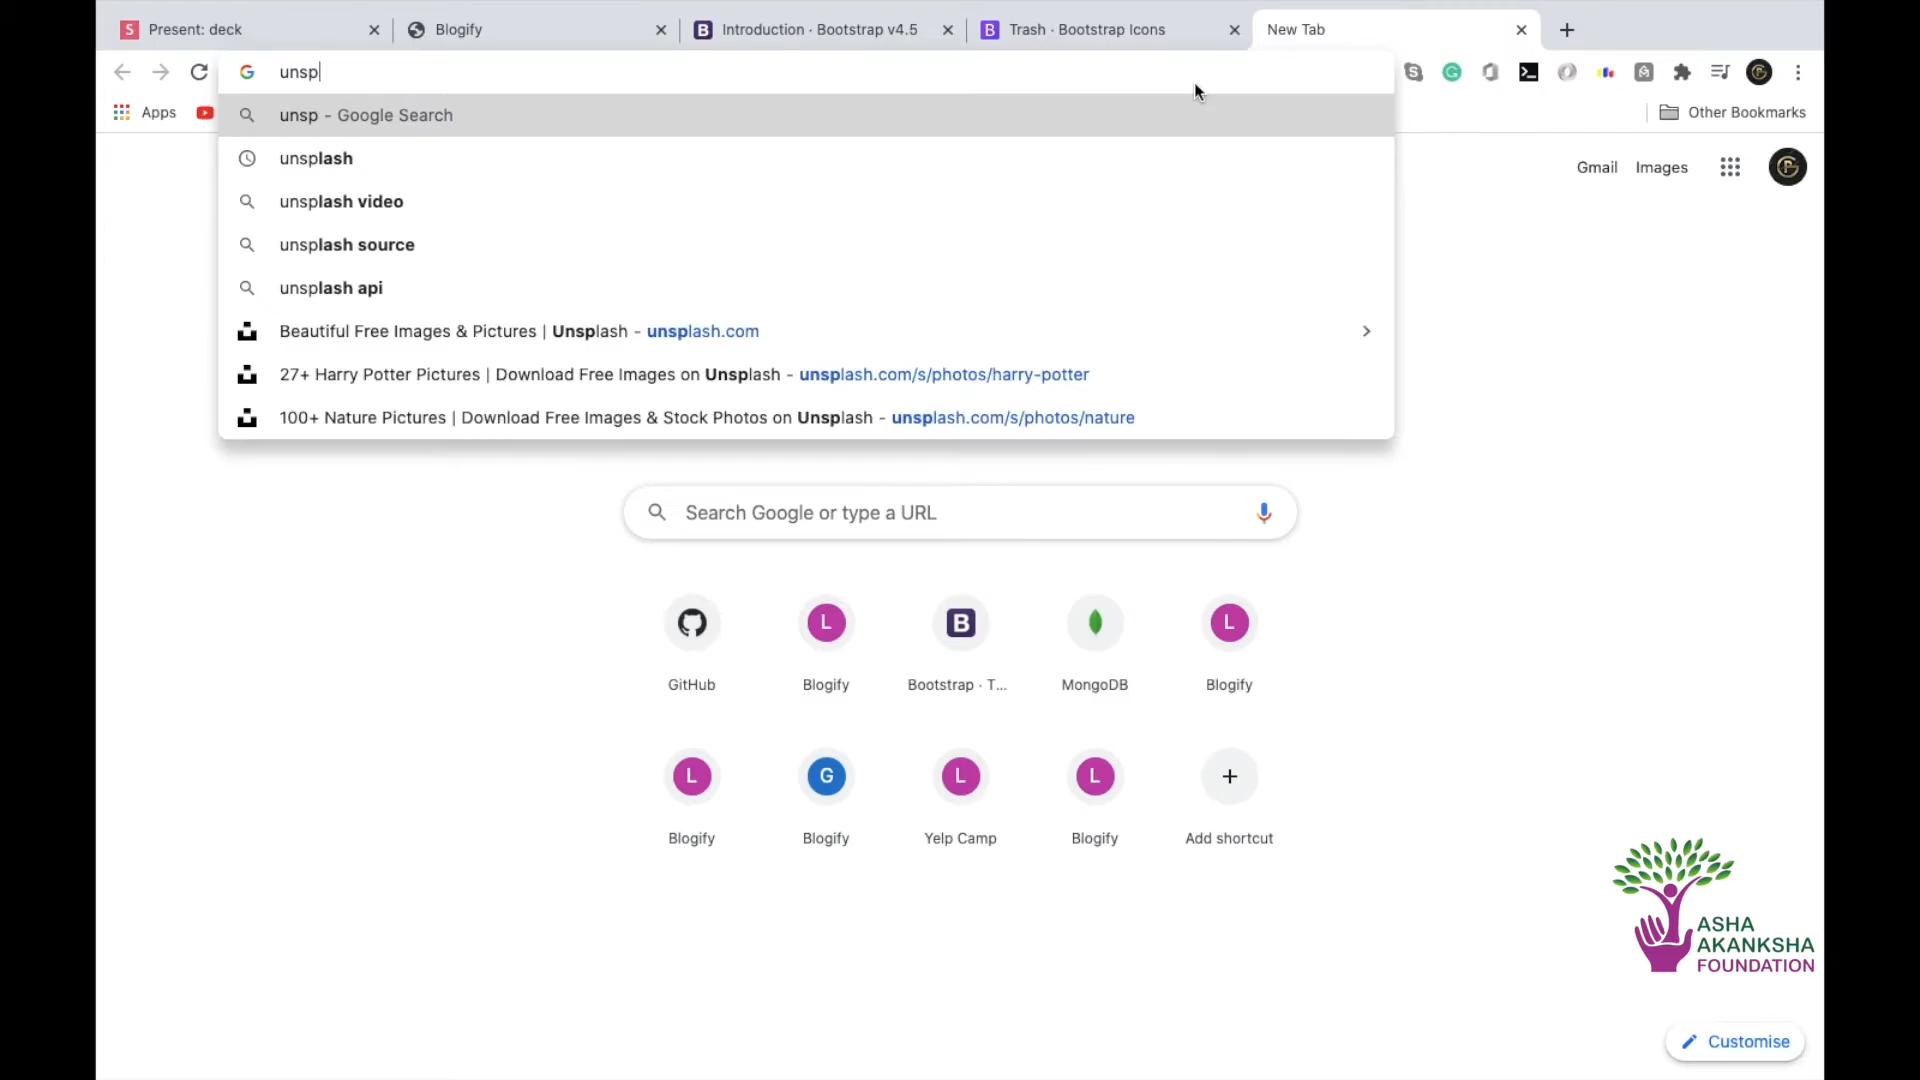 S Present: deck
Blogify
B Introduction · Bootstrap v4.5
B Trash · Bootstrap Icons
New Tab
unsp
Apps
Other Bookmarks
unsp - Google Search
unsplash
unsplash video
unsplash source
unsplash api
Beautiful Free Images & Pictures | Unsplash - unsplash.com
27+ Harry Potter Pictures | Download Free Images on Unsplash - unsplash.com/s/photos/harry-potter
100+ Nature Pictures | Download Free Images & Stock Photos on Unsplash - unsplash.com/s/photos/nature
Gmail Images
Search Google or type a URL
L B L
GitHub Blogify Bootstrap · T... MongoDB Blogify
L G L L
Blogify Blogify Yelp Camp Blogify Add shortcut
ASHA
AKANKSHA
FOUNDATION
Customise